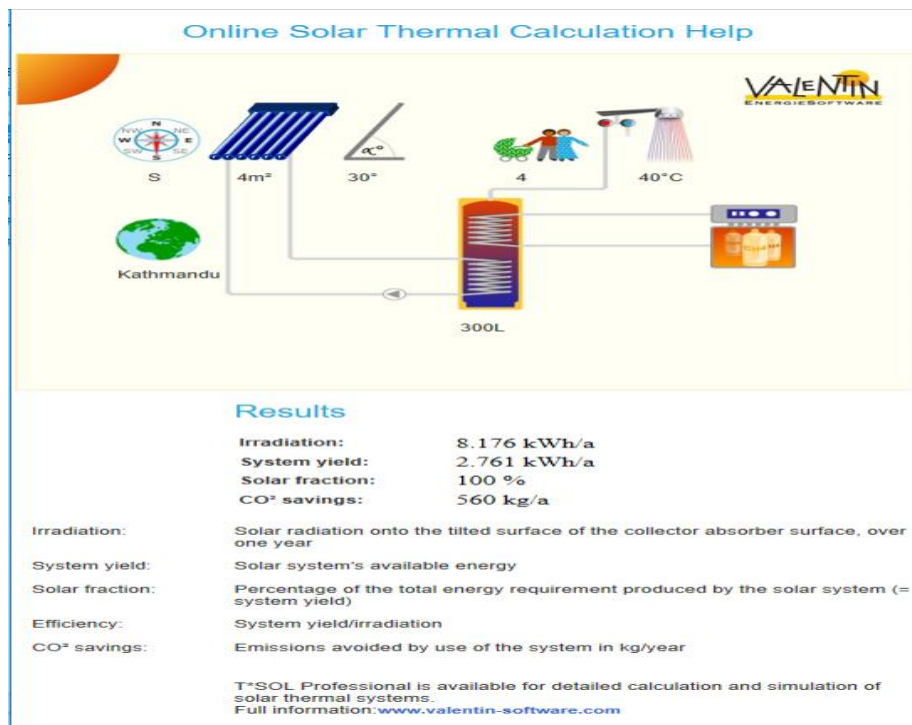 Online Solar Thermal Calculation Help
VALENTIN
ENERGIESOFTWARE
N
NW NE
W E
SW SE
S
α°
S 4m² 30° 4 40°C
Kathmandu
300L
Results
Irradiation: 8.176 kWh/a
System yield: 2.761 kWh/a
Solar fraction: 100 %
CO² savings: 560 kg/a
Irradiation: Solar radiation onto the tilted surface of the collector absorber surface, over
one year
System yield: Solar system's available energy
Solar fraction: Percentage of the total energy requirement produced by the solar system (=
system yield)
Efficiency: System yield/irradiation
CO² savings: Emissions avoided by use of the system in kg/year
T*SOL Professional is available for detailed calculation and simulation of
solar thermal systems.
Full information:www.valentin-software.com